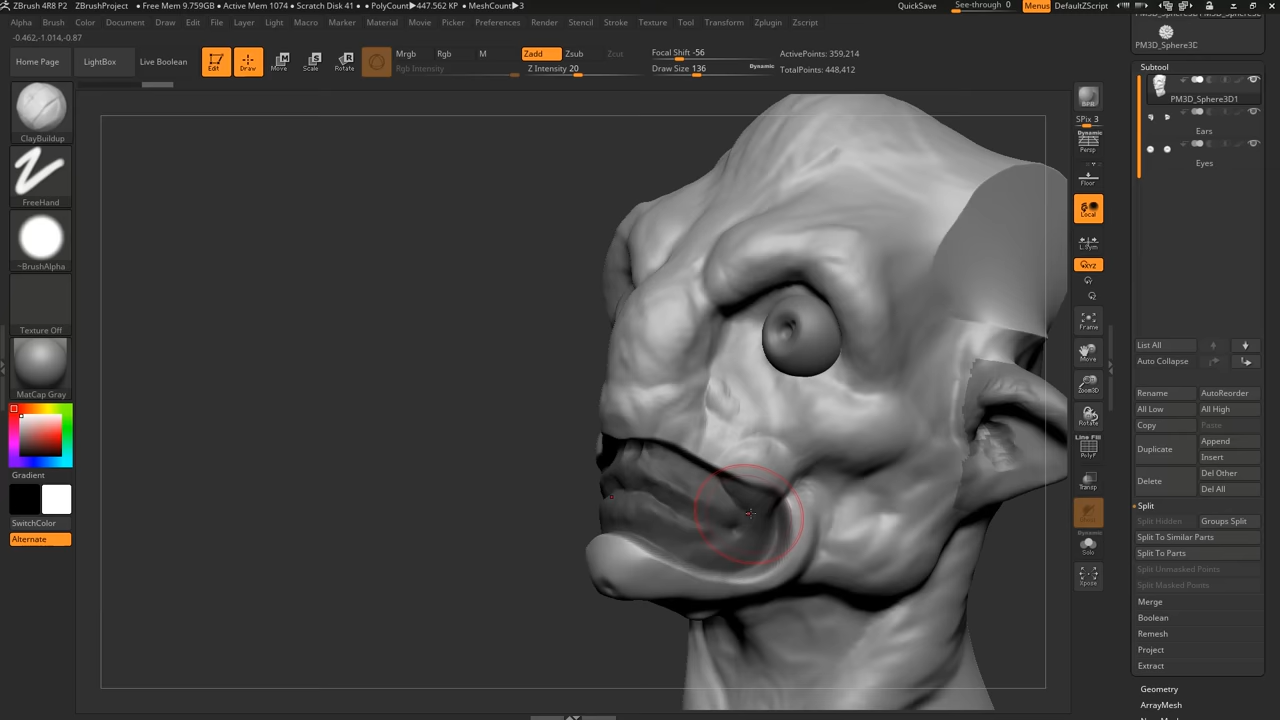 ZBrush 4R8 P2 ZBrushProject • Free Mem 9.759GB • Active Mem 1074 • Scratch Disk 41 • PolyCount▸447.562 KP • MeshCount▸3 QuickSave See-through 0 Menus DefaultZScript
Alpha Brush Color Document Draw Edit File Layer Light Macro Marker Material Movie Picker Preferences Render Stencil Stroke Texture Tool Transform Zplugin Zscript
-0.462,-1.014,-0.87
PM3D_Sphere3D
Home Page LightBox Live Boolean
Edit Draw Move Scale Rotate
Mrgb Rgb M Zadd Zsub Zcut
Rgb Intensity Z Intensity 20
Focal Shift -56 ActivePoints: 359,214
Draw Size 136 Dynamic TotalPoints: 448,412
ClayBuildup
FreeHand
~BrushAlpha
Texture Off
MatCap Gray
Gradient
SwitchColor
Alternate
BPR
SPix 3
Dynamic
Persp
Floor
Local
L.Sym
XYZ
Frame
Move
Zoom3D
Rotate
Line Fill
PolyF
Transp
Dynamic
Solo
Xpose
Subtool
PM3D_Sphere3D1
Ears
Eyes
List All
Auto Collapse
Rename AutoReorder
All Low All High
Copy Paste
Duplicate Append
Insert
Delete Del Other
Del All
Split
Split Hidden Groups Split
Split To Similar Parts
Split To Parts
Split Unmasked Points
Split Masked Points
Merge
Boolean
Remesh
Project
Extract
Geometry
ArrayMesh